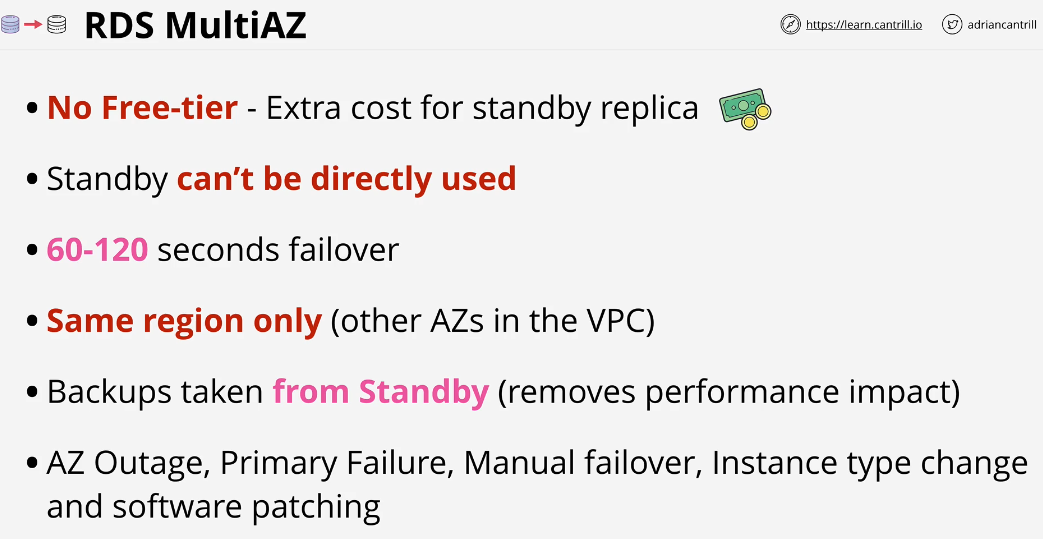 RDS MultiAZ
https://learn.cantrill.io
adriancantrill
• No Free-tier - Extra cost for standby replica
• Standby can’t be directly used
• 60-120 seconds failover
• Same region only (other AZs in the VPC)
• Backups taken from Standby (removes performance impact)
• AZ Outage, Primary Failure, Manual failover, Instance type change
and software patching